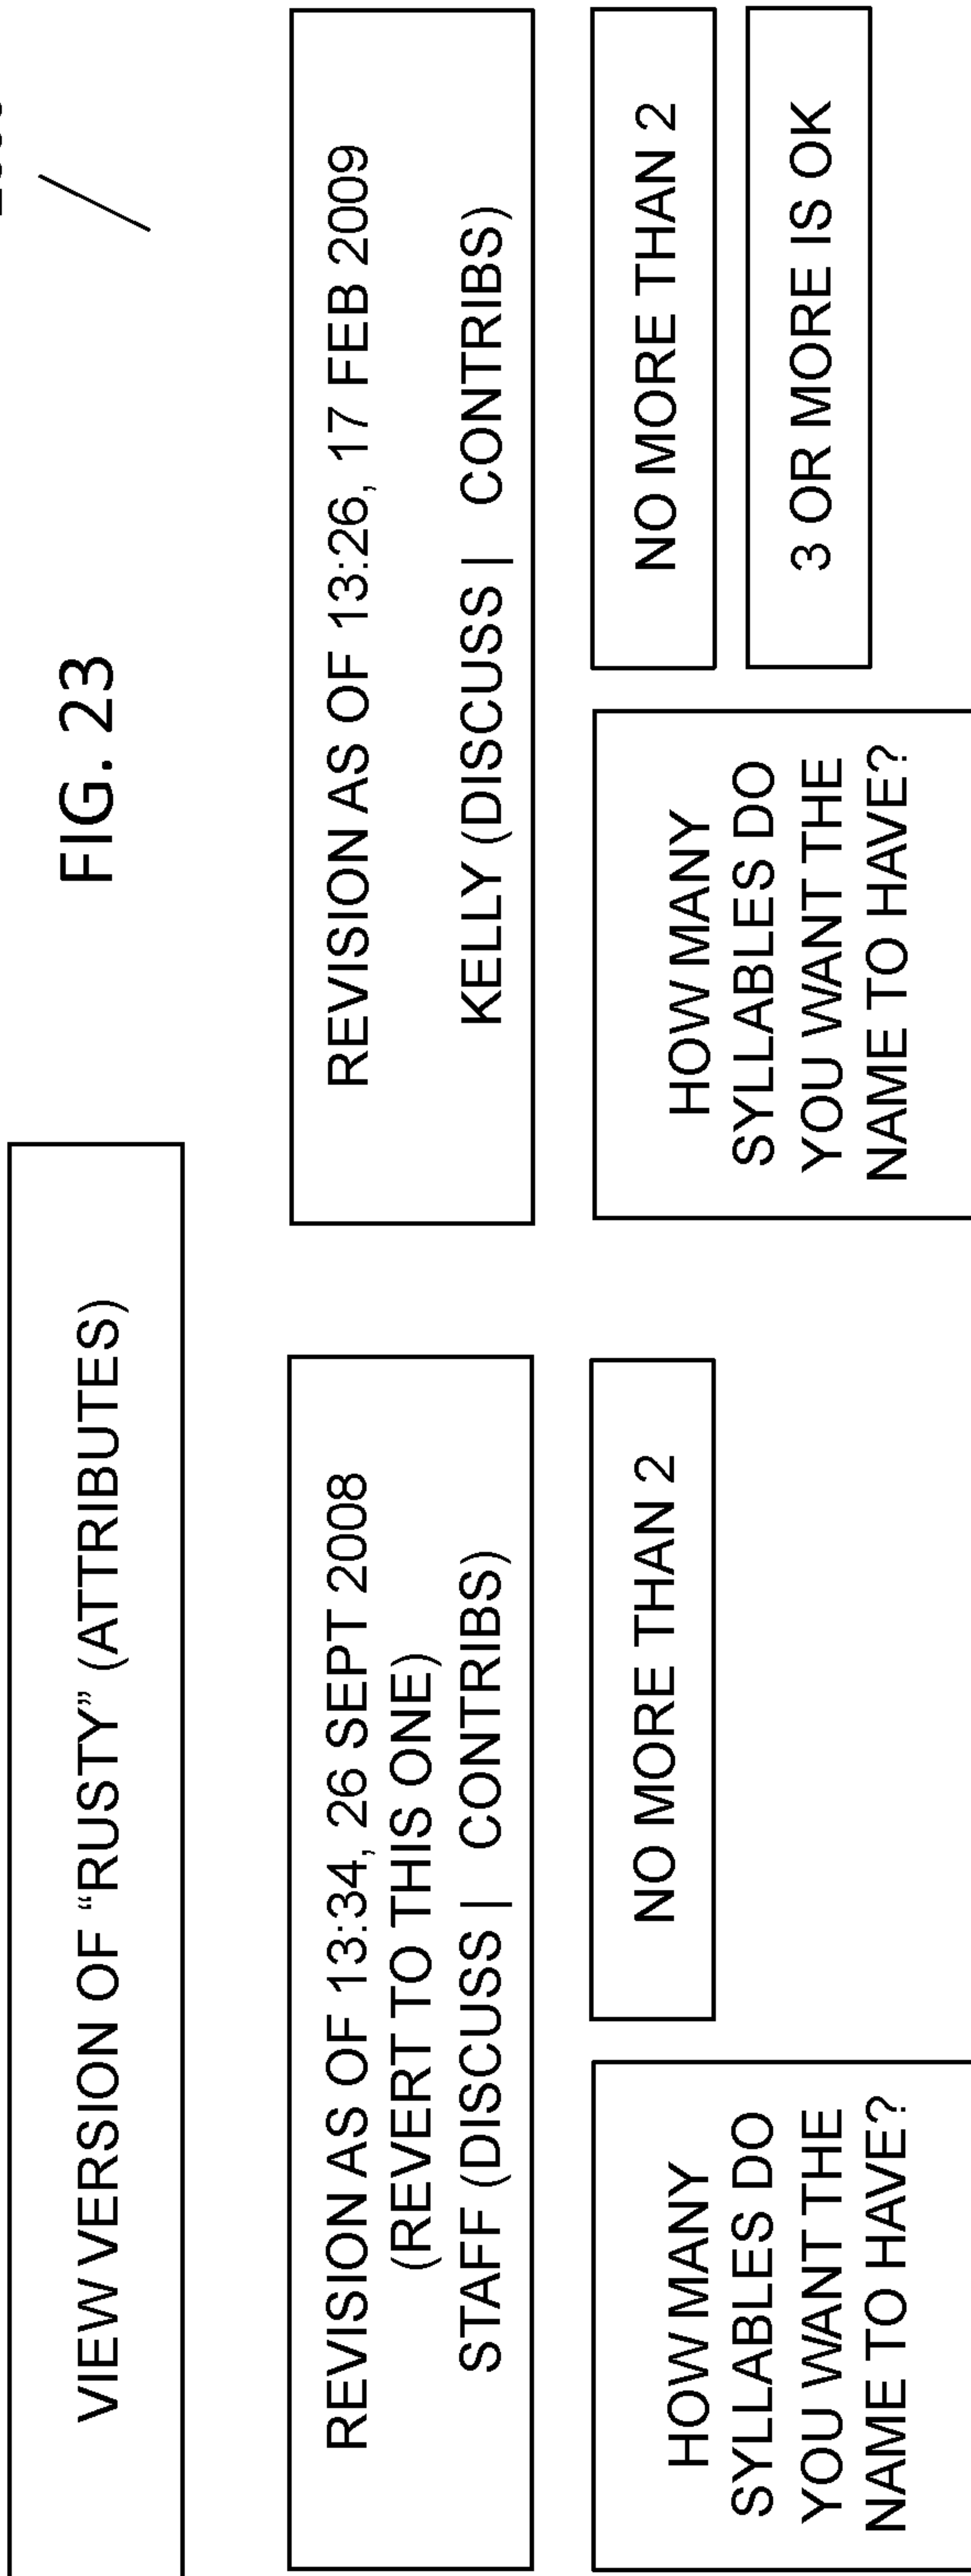 VIEW VERSION OF “RUSTY” (ATTRIBUTES)
FIG. 23
REVISION AS OF 13:34, 26 SEPT 2008
(REVERT TO THIS ONE)
STAFF (DISCUSS | CONTRIBS)
REVISION AS OF 13:26, 17 FEB 2009
KELLY (DISCUSS | CONTRIBS)
HOW MANY
SYLLABLES DO
YOU WANT THE
NAME TO HAVE?
NO MORE THAN 2
HOW MANY
SYLLABLES DO
YOU WANT THE
NAME TO HAVE?
NO MORE THAN 2
3 OR MORE IS OK